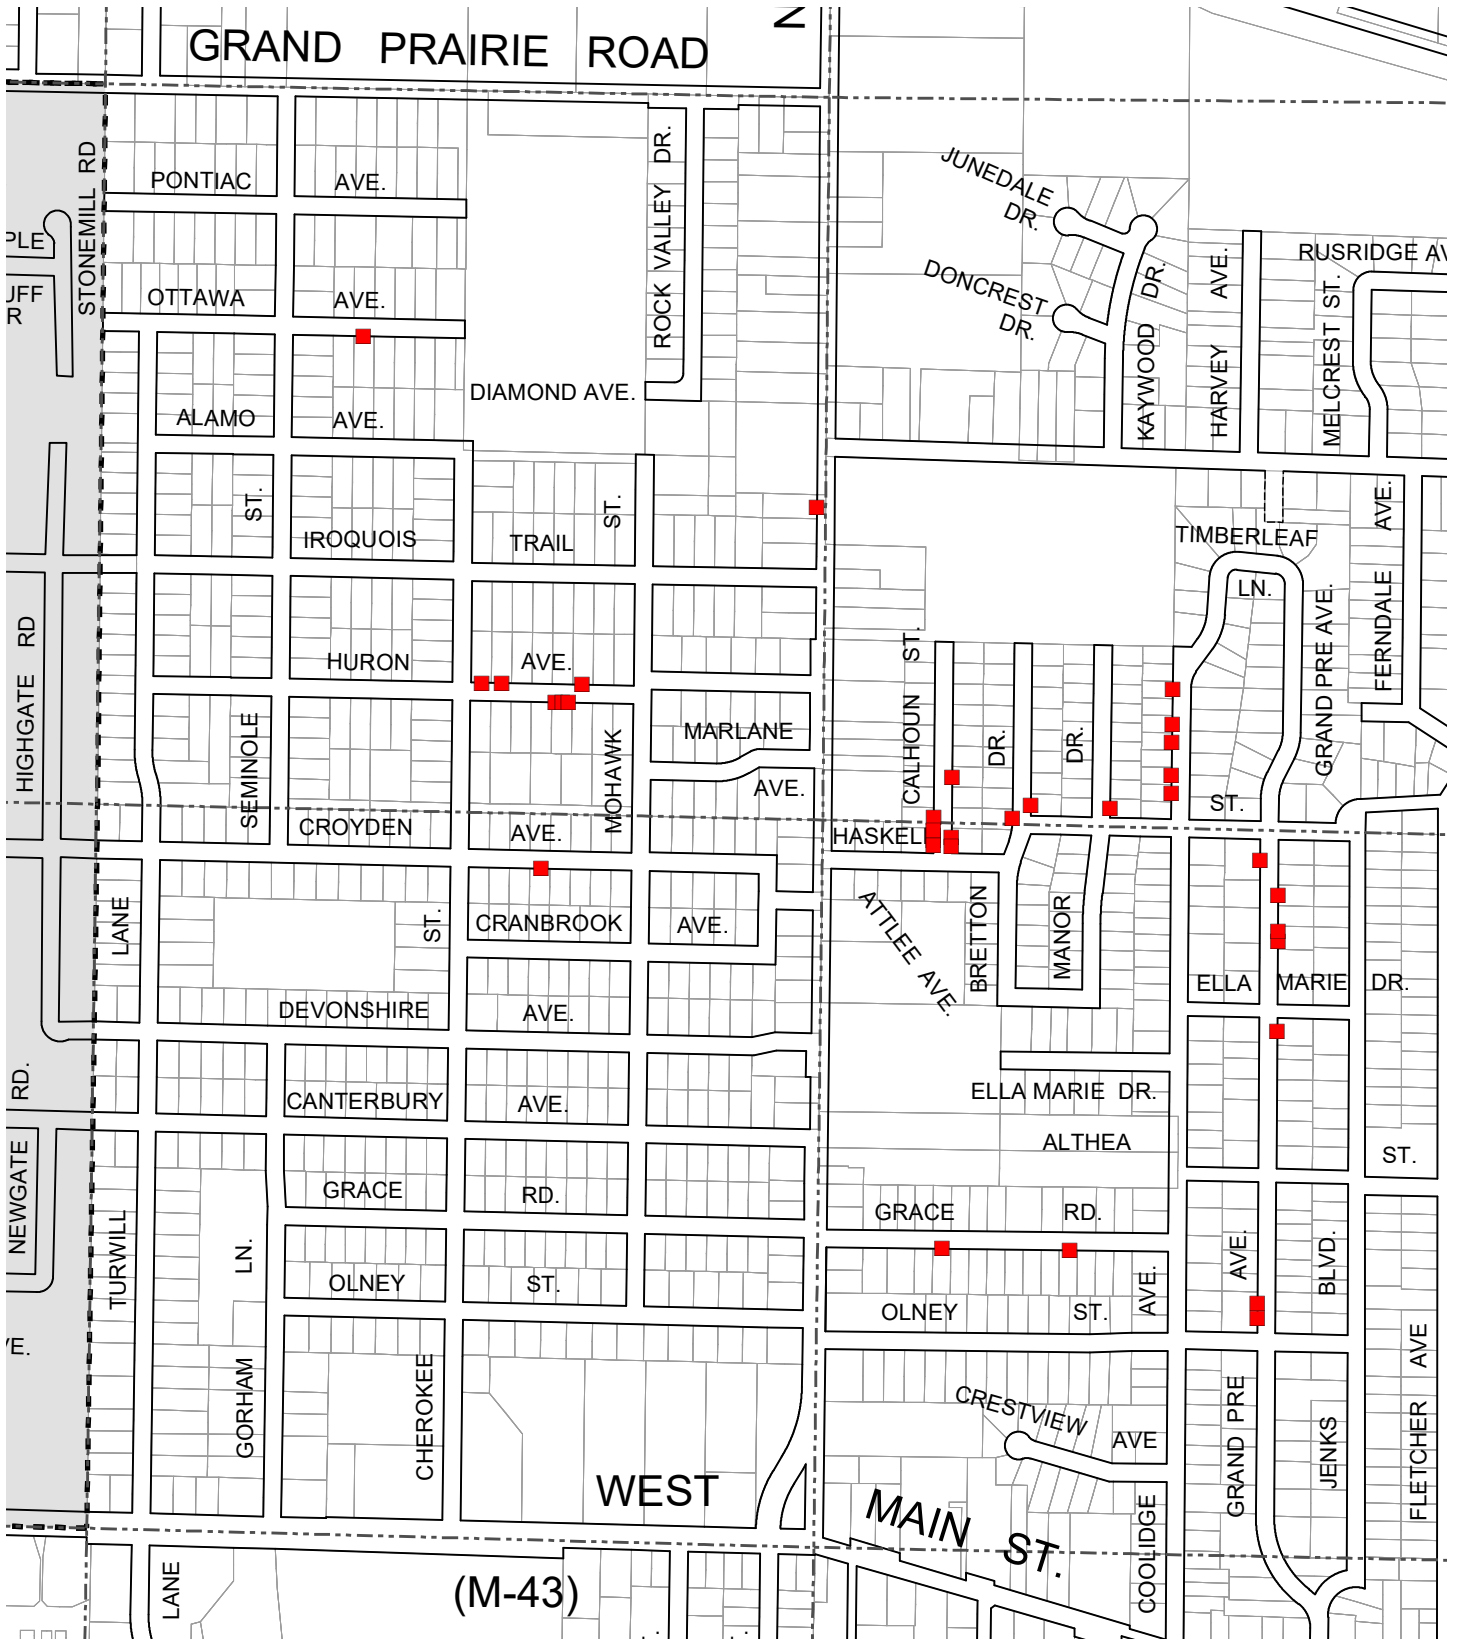 N
GRAND PRAIRIE ROAD
STONEMILL RD
PONTIAC AVE.
ROCK VALLEY DR.
JUNEDALE
DR.
PLE
UFF
R
OTTAWA AVE.
DONCREST
DR.
KAYWOOD DR.
HARVEY AVE.
MELCREST ST.
RUSRIDGE AV
DIAMOND AVE.
ALAMO AVE.
ST.
IROQUOIS TRAIL
ST.
TIMBERLEAF
LN.
AVE.
FERNDALE
HIGHGATE RD
HURON AVE.
CALHOUN ST.
GRAND PRE AVE.
SEMINOLE
MOHAWK
MARLANE
AVE.
DR.
DR.
CROYDEN AVE.
HASKELL ST.
LANE
ST.
CRANBROOK AVE.
ATTLEE AVE.
BRETTON
MANOR
ELLA MARIE DR.
DEVONSHIRE AVE.
RD.
CANTERBURY AVE.
ELLA MARIE DR.
ALTHEA ST.
NEWGATE
GRACE RD.
GRACE RD.
TURWILL
LN.
AVE.
BLVD.
OLNEY ST.
OLNEY ST.
AVE.
VE.
GORHAM
CHEROKEE
CRESTVIEW AVE
GRAND PRE
JENKS
FLETCHER AVE
WEST MAIN ST.
COOLIDGE
(M-43)
LANE